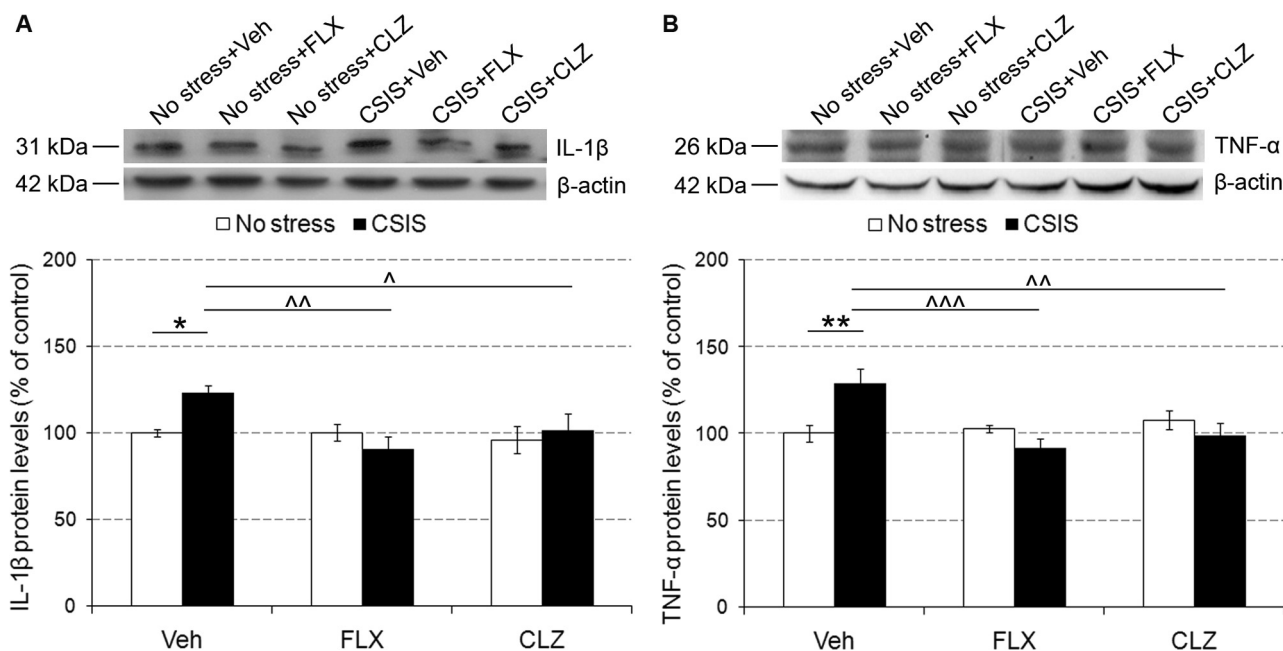 A
No stress+Veh
No stress+FLX
No stress+CLZ
CSIS+Veh
CSIS+FLX
CSIS+CLZ
31 kDa
IL-1β
42 kDa
β-actin
No stress CSIS
IL-1β protein levels (% of control)
200
150
100
50
0
*
^^
^
Veh FLX CLZ
B
No stress+Veh
No stress+FLX
No stress+CLZ
CSIS+Veh
CSIS+FLX
CSIS+CLZ
26 kDa
TNF-α
42 kDa
β-actin
No stress CSIS
TNF-α protein levels (% of control)
200
150
100
50
0
**
^^^
^^
Veh FLX CLZ